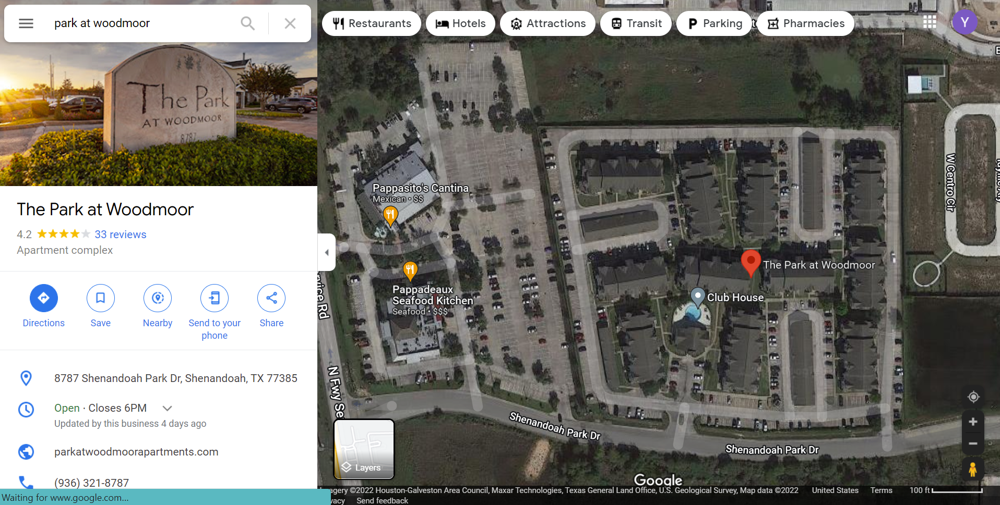 park at woodmoor
The Park
AT WOODMOOR
8787
The Park at Woodmoor
4.2
33 reviews
Apartment complex
Directions
Save
Nearby
Send to your
phone
Share
8787 Shenandoah Park Dr, Shenandoah, TX 77385
Open · Closes 6PM
Updated by this business 4 days ago
parkatwoodmoorapartments.com
(936) 321-8787
Waiting for www.google.com...
Restaurants
Hotels
Attractions
Transit
P Parking
Pharmacies
Y
E
Pappasito's Cantina
Mexican • $$
Pappadeaux
Seafood Kitchen
Seafood • $$$
The Park at Woodmoor
Club House
W Centro Cir
vice Rd
N Fwy Se
Shenandoah Park Dr
Shenandoah Park Dr
Layers
Google
agery ©2022 Houston-Galveston Area Council, Maxar Technologies, Texas General Land Office, U.S. Geological Survey, Map data ©2022
United States
Terms
100 ft
vacy
Send feedback